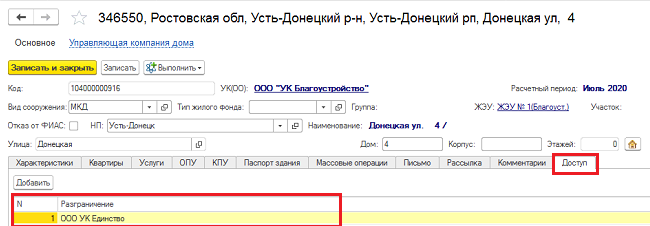 346550, Ростовская обл, Усть-Донецкий р-н, Усть-Донецкий рп, Донецкая ул, 4
Основное Управляющая компания дома
Записать и закрыть Записать Выполнить
Код: 104000000916 УК(ОО): ООО "УК Благоустройство" Расчетный период: Июль 2020
Вид сооружения: МКД Тип жилого фонда: Группа: ЖЭУ: ЖЭУ № 1(Благоуст.) Участок:
Отказ от ФИАС: НП: Усть-Донецк Наименование: Донецкая ул. 4 /
Улица: Донецкая Дом: 4 Корпус: Этажей: 0
Характеристики Квартиры Услуги ОПУ КПУ Паспорт здания Массовые операции Письмо Рассылка Комментарии Доступ
Добавить
N Разграничение
1 ООО УК Единство